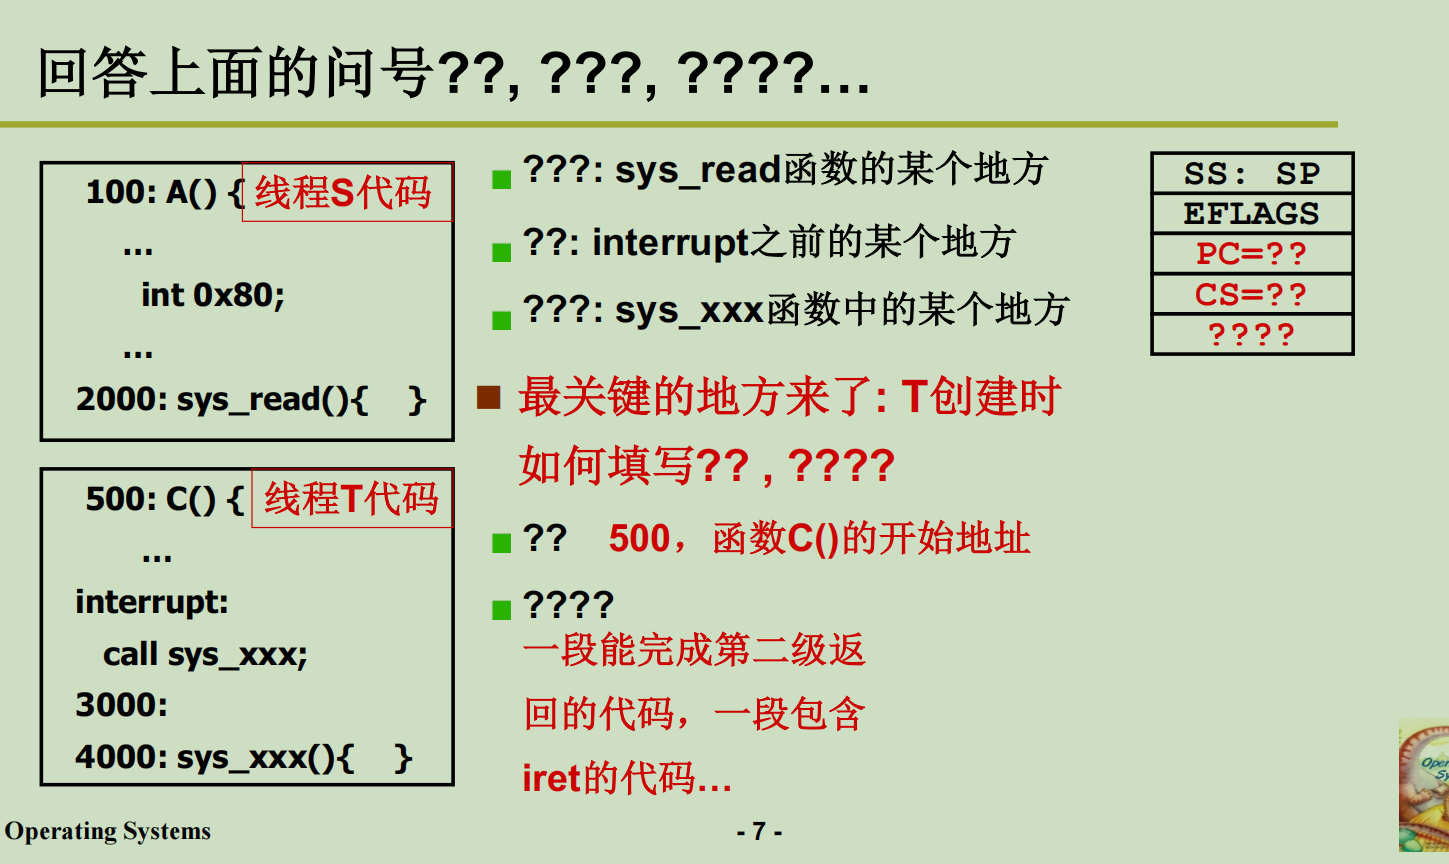 回答上面的问号??, ???, ????…
100: A() {
线程S代码
...
int 0x80;
...
2000: sys_read(){ }
500: C() {
线程T代码
...
interrupt:
call sys_xxx;
3000:
4000: sys_xxx(){ }
???: sys_read函数的某个地方
??: interrupt之前的某个地方
???: sys_xxx函数中的某个地方
最关键的地方来了: T创建时
如何填写?? , ????
?? 500，函数C()的开始地址
????
一段能完成第二级返
回的代码，一段包含
iret的代码…
SS: SP
EFLAGS
PC=??
CS=??
????
Operating Systems
- 7 -